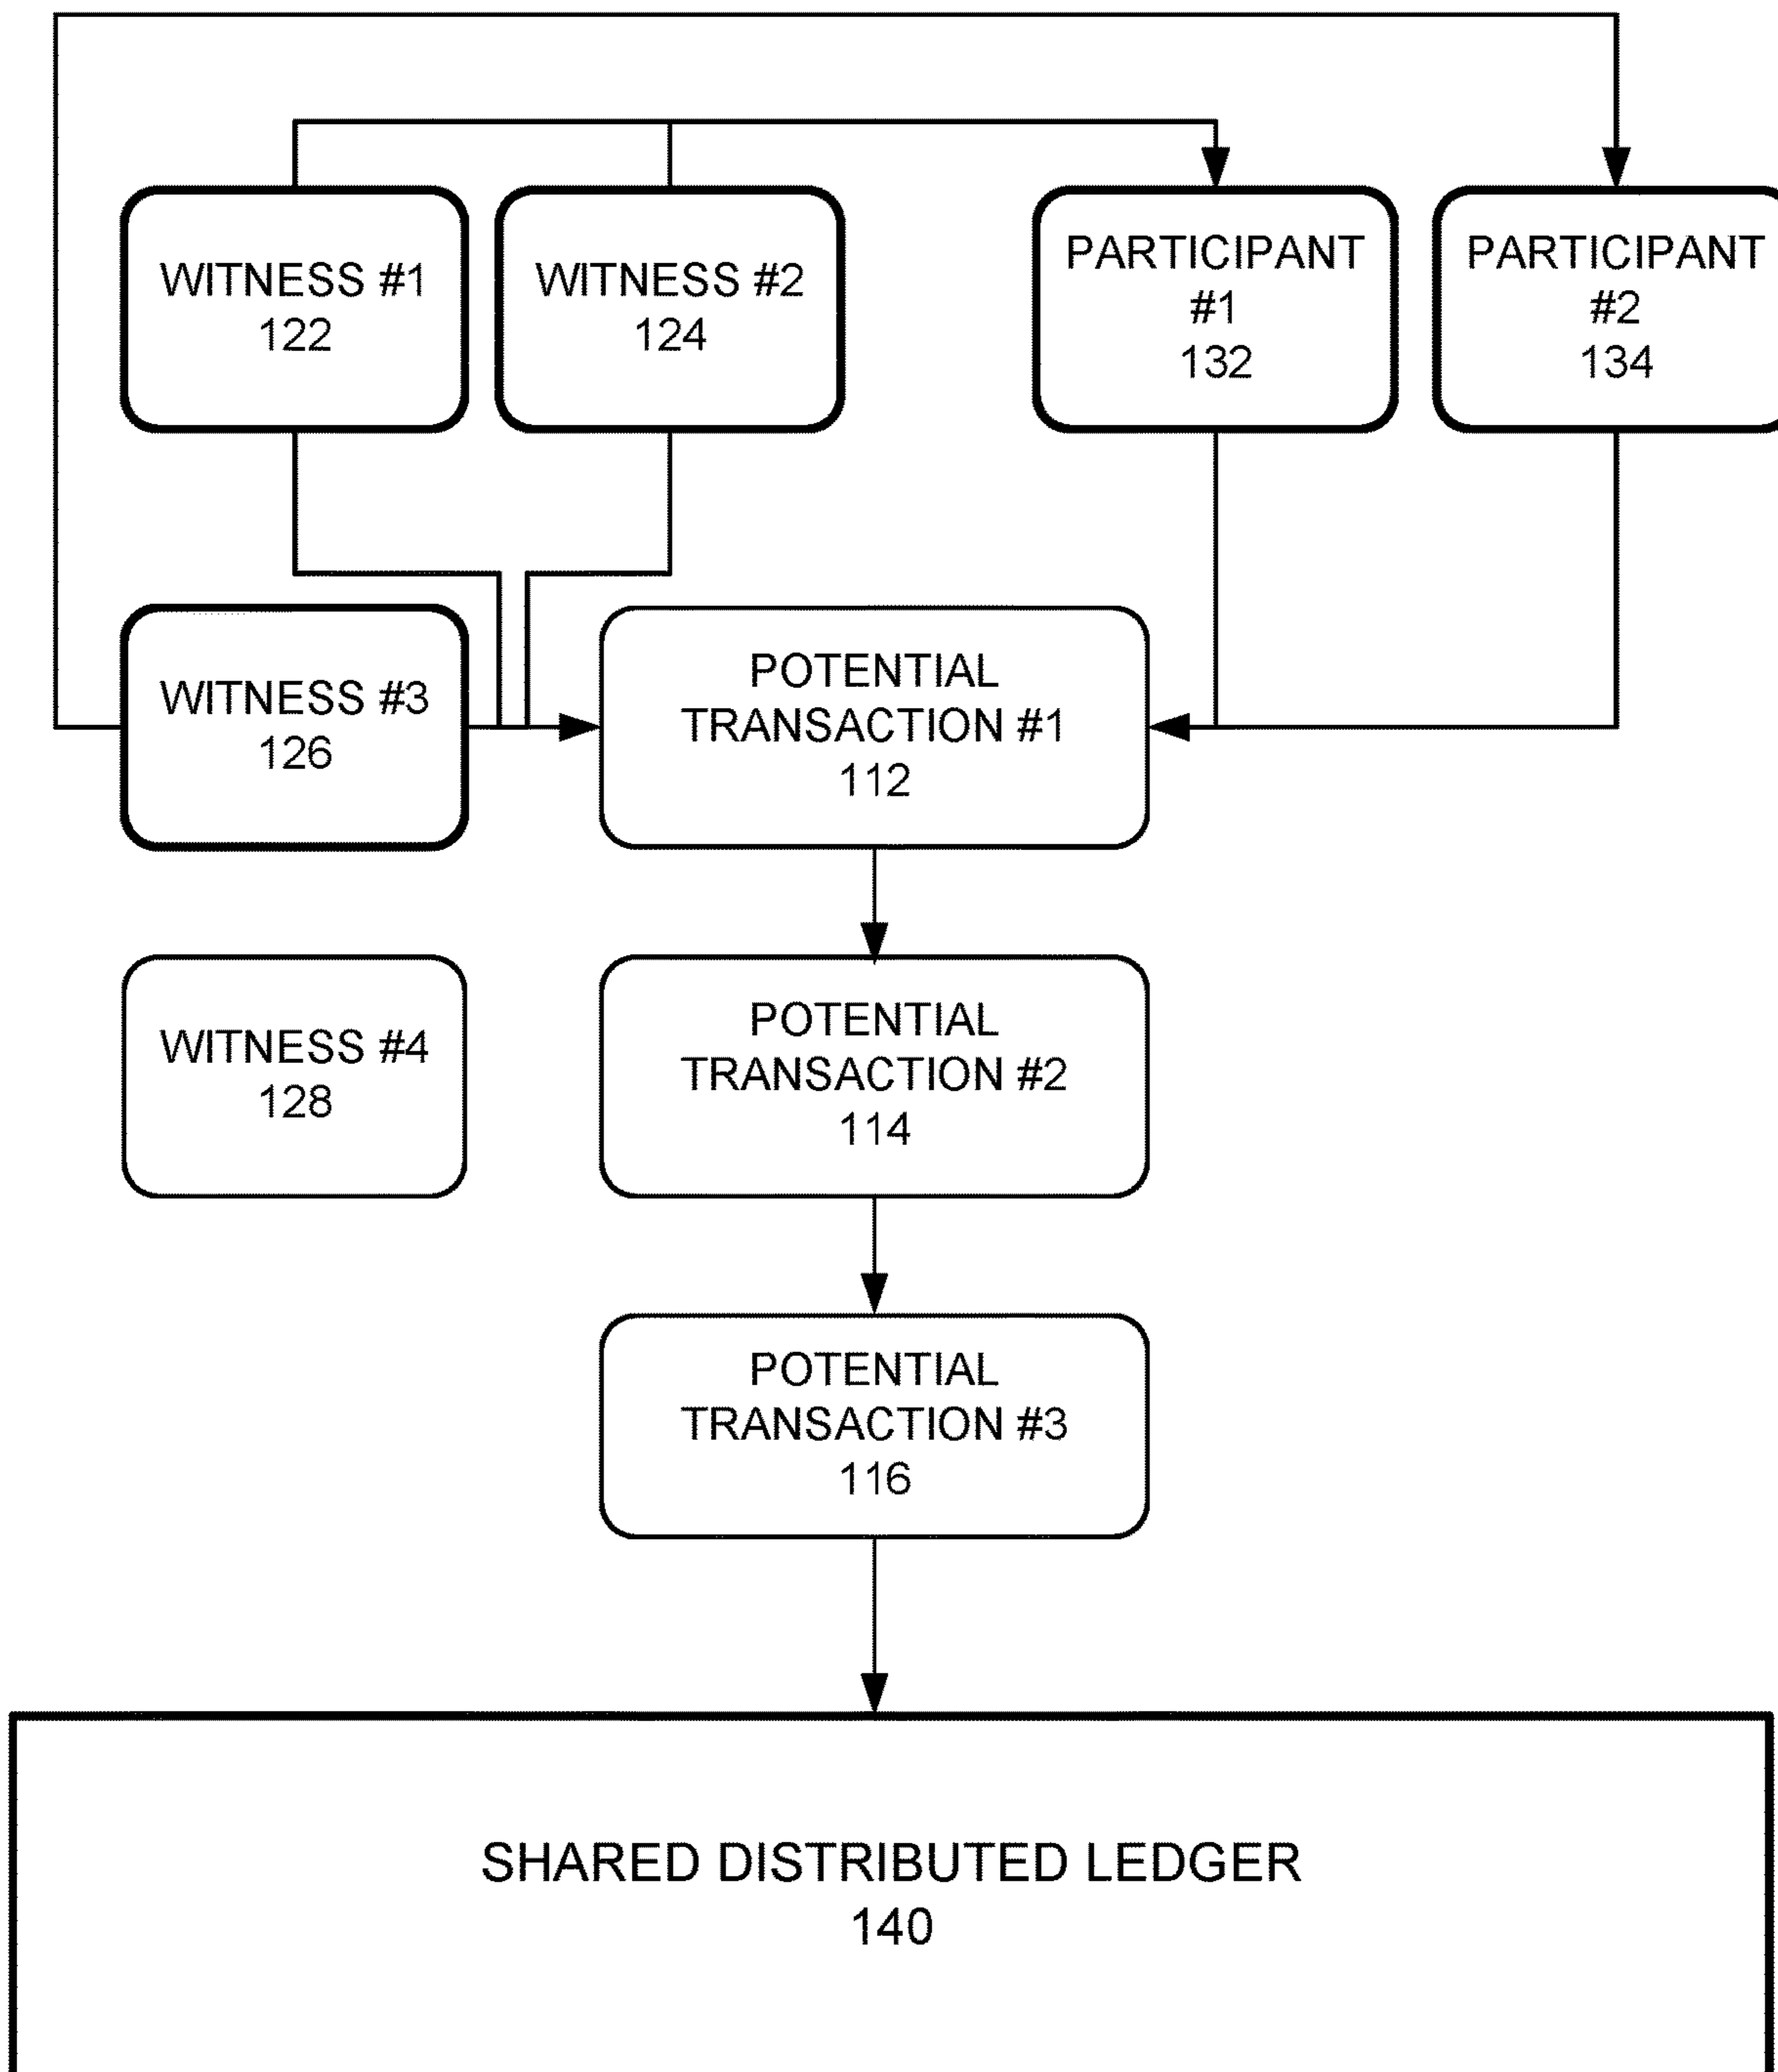 WITNESS #1
122
WITNESS #2
124
PARTICIPANT
#1
132
PARTICIPANT
#2
134
WITNESS #3
126
POTENTIAL
TRANSACTION #1
112
WITNESS #4
128
POTENTIAL
TRANSACTION #2
114
POTENTIAL
TRANSACTION #3
116
SHARED DISTRIBUTED LEDGER
140